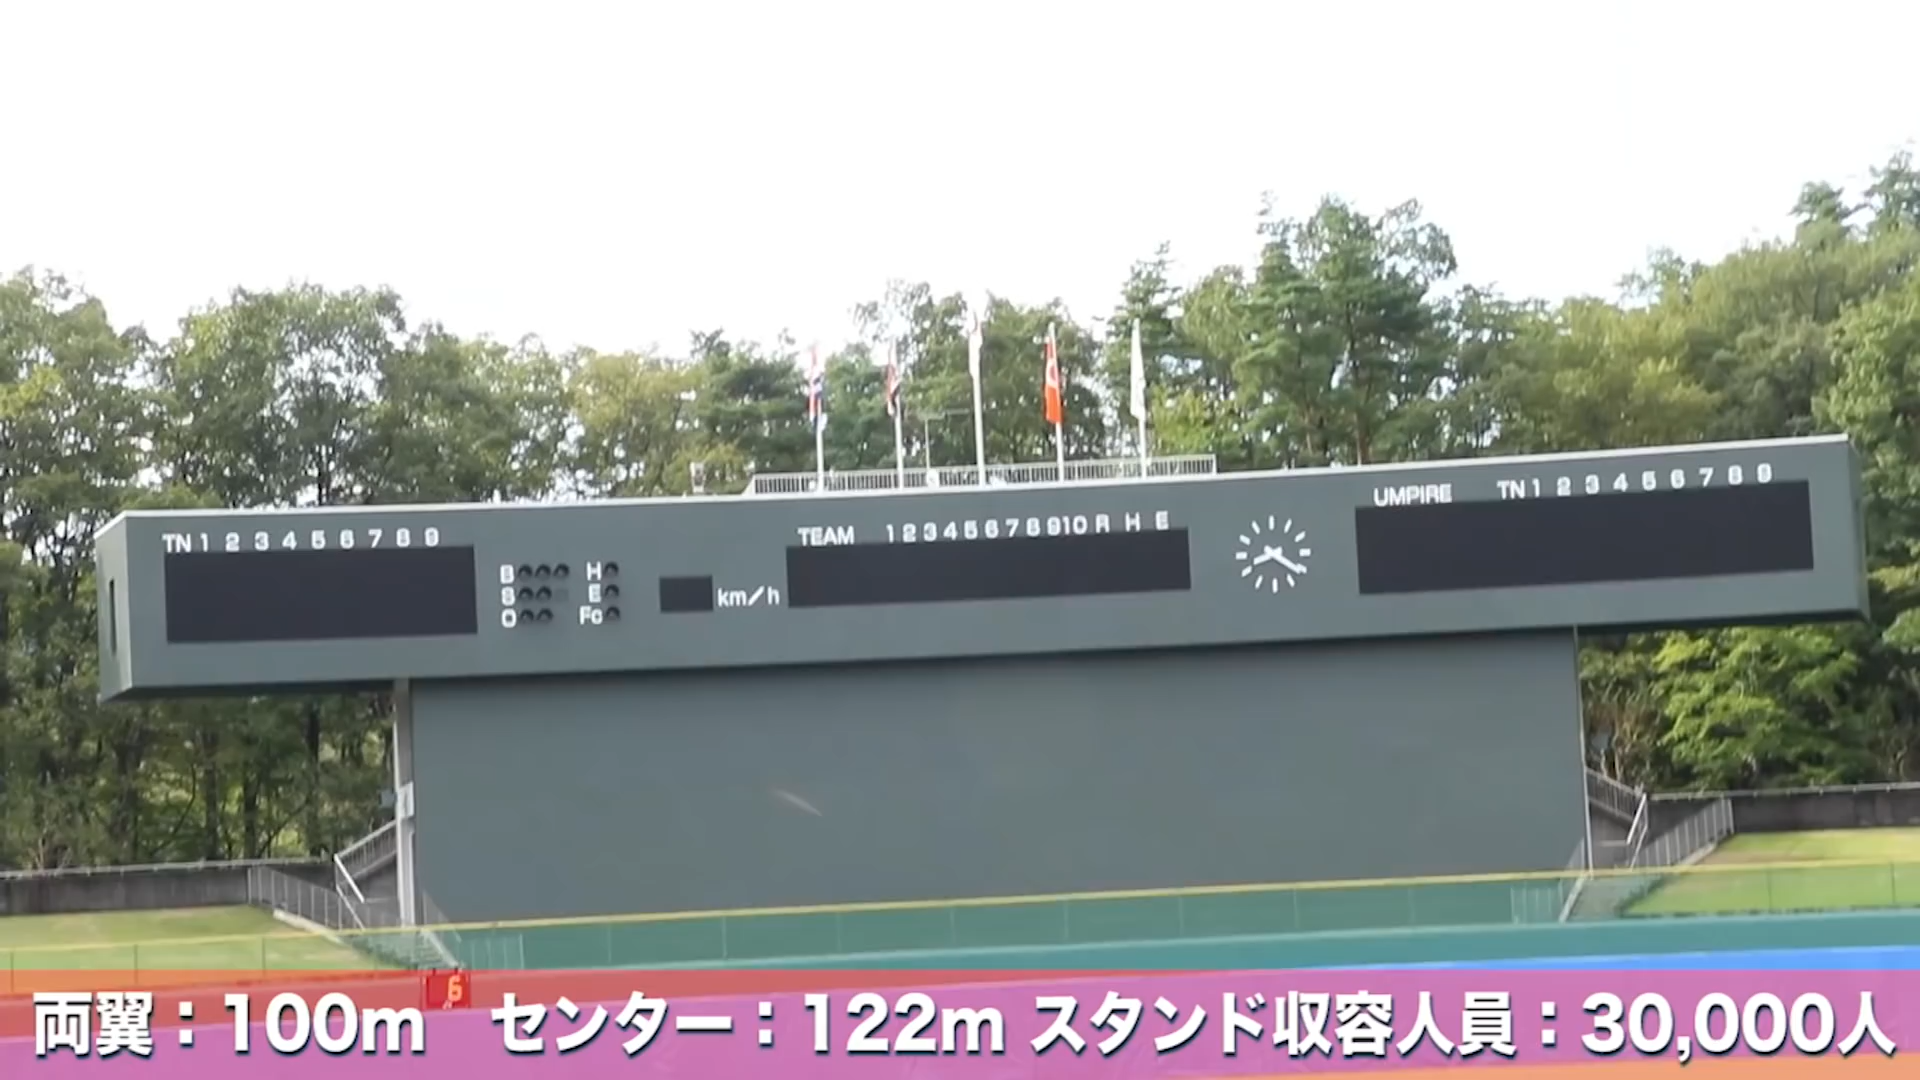 UMPIRE TN 1 2 3 4 5 6 7 8 9
TN 1 2 3 4 5 6 7 8 9
TEAM 1 2 3 4 5 6 7 8 9 10 R H E
B H
S E
O Fc
km/h
6
両翼：100m センター：122m スタンド収容人員：30,000人